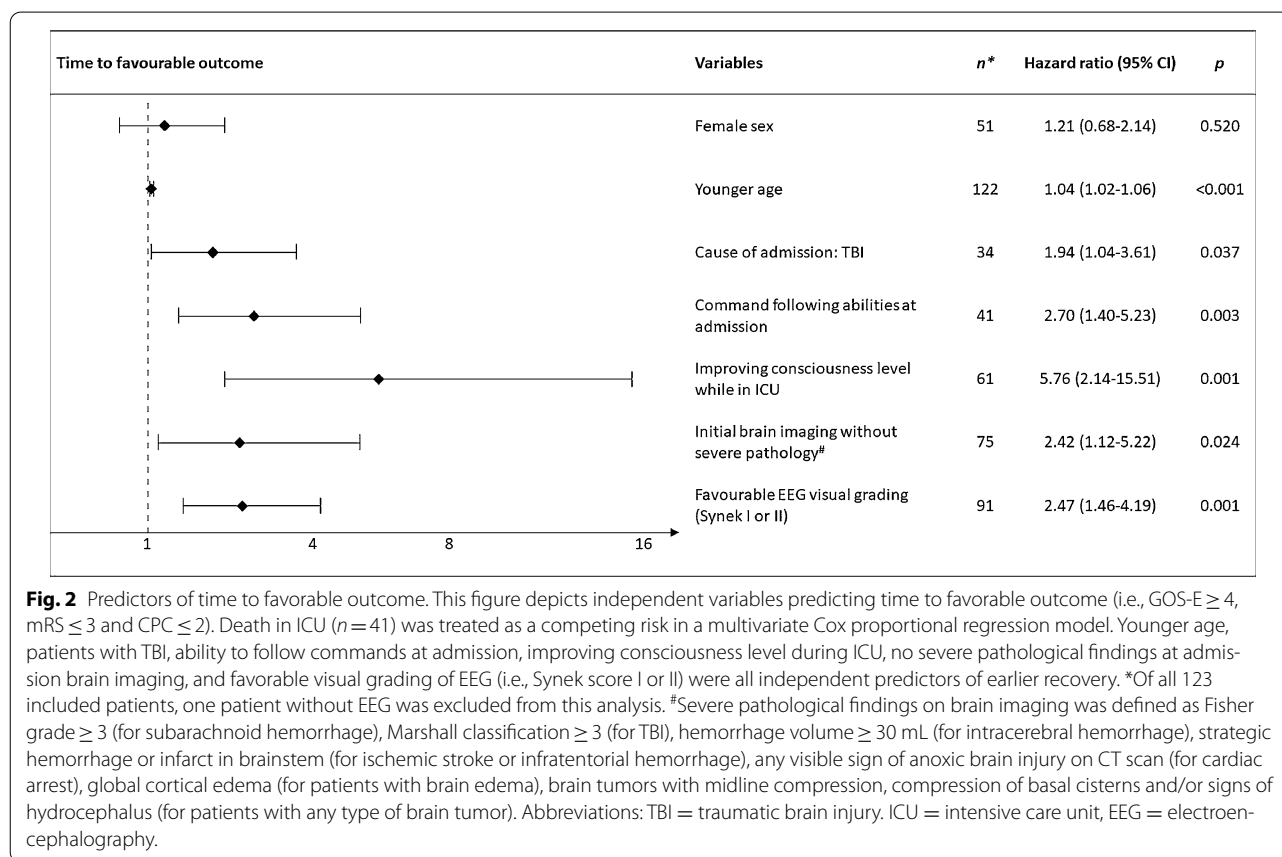 Time to favourable outcome Variables n* Hazard ratio (95% CI) p
Female sex 51 1.21 (0.68-2.14) 0.520
Younger age 122 1.04 (1.02-1.06) <0.001
Cause of admission: TBI 34 1.94 (1.04-3.61) 0.037
Command following abilities at
admission 41 2.70 (1.40-5.23) 0.003
Improving consciousness level
while in ICU 61 5.76 (2.14-15.51) 0.001
Initial brain imaging without
severe pathology# 75 2.42 (1.12-5.22) 0.024
Favourable EEG visual grading
(Synek I or II) 91 2.47 (1.46-4.19) 0.001
1 4 8 16
Fig. 2 Predictors of time to favorable outcome. This figure depicts independent variables predicting time to favorable outcome (i.e., GOS-E ≥ 4,
mRS ≤ 3 and CPC ≤ 2). Death in ICU (n = 41) was treated as a competing risk in a multivariate Cox proportional regression model. Younger age,
patients with TBI, ability to follow commands at admission, improving consciousness level during ICU, no severe pathological findings at admis-
sion brain imaging, and favorable visual grading of EEG (i.e., Synek score I or II) were all independent predictors of earlier recovery. *Of all 123
included patients, one patient without EEG was excluded from this analysis. #Severe pathological findings on brain imaging was defined as Fisher
grade ≥ 3 (for subarachnoid hemorrhage), Marshall classification ≥ 3 (for TBI), hemorrhage volume ≥ 30 mL (for intracerebral hemorrhage), strategic
hemorrhage or infarct in brainstem (for ischemic stroke or infratentorial hemorrhage), any visible sign of anoxic brain injury on CT scan (for cardiac
arrest), global cortical edema (for patients with brain edema), brain tumors with midline compression, compression of basal cisterns and/or signs of
hydrocephalus (for patients with any type of brain tumor). Abbreviations: TBI = traumatic brain injury. ICU = intensive care unit, EEG = electroen-
cephalography.